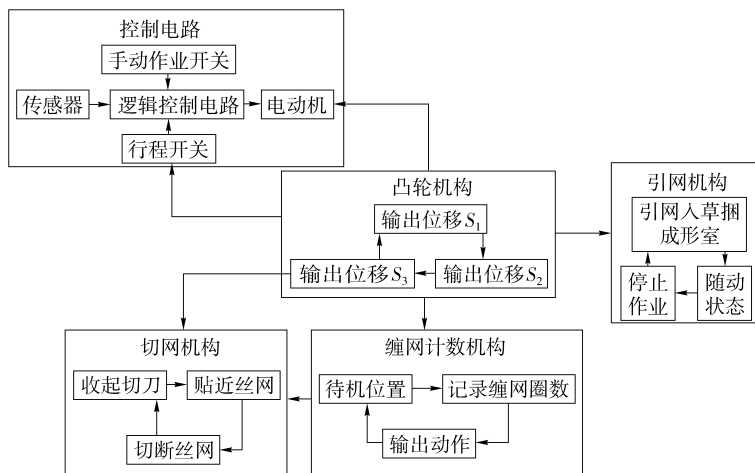 控制电路
手动作业开关
传感器
逻辑控制电路
电动机
行程开关
凸轮机构
输出位移S1
输出位移S3
输出位移S2
引网机构
引网入草捆
成形室
停止
作业
随动
状态
切网机构
收起切刀
贴近丝网
切断丝网
缠网计数机构
待机位置
记录缠网圈数
输出动作